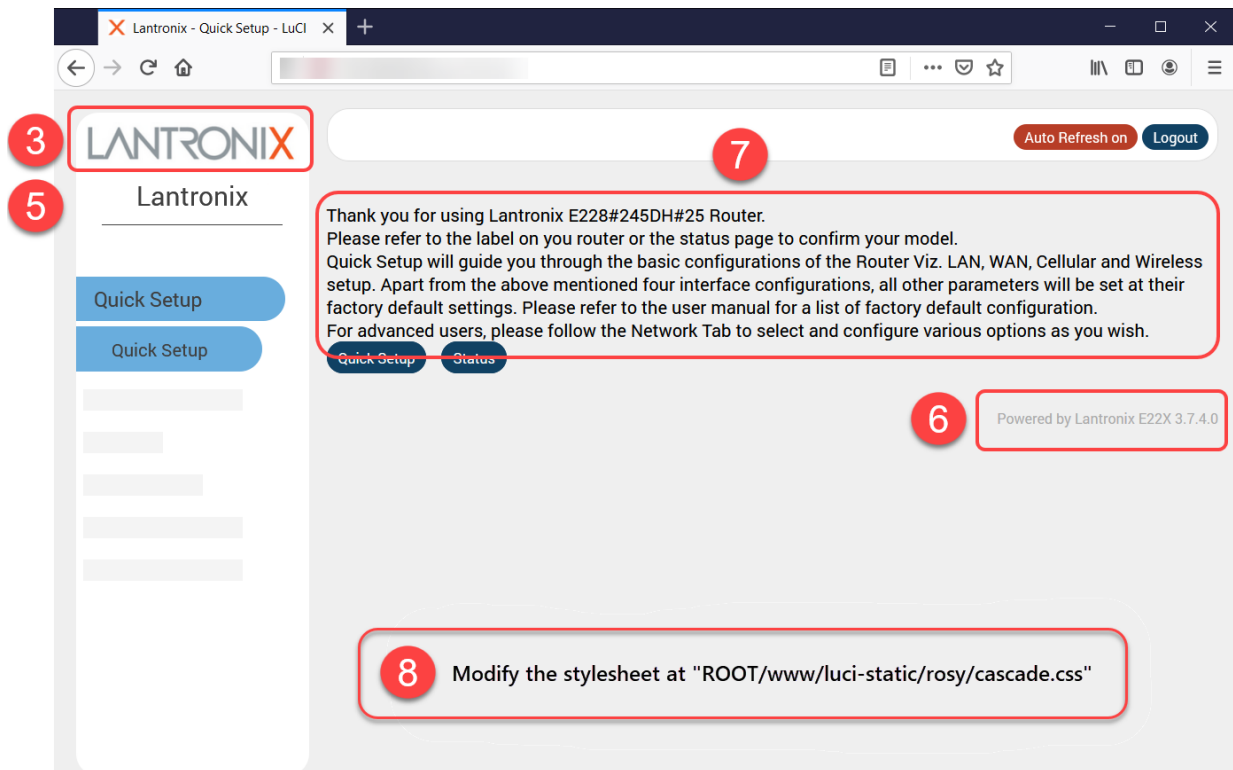 Lantronix - Quick Setup - LuCI
3
LANTRONIX
7
Auto Refresh on
Logout
5
Lantronix
Thank you for using Lantronix E228#245DH#25 Router.
Please refer to the label on you router or the status page to confirm your model.
Quick Setup will guide you through the basic configurations of the Router Viz. LAN, WAN, Cellular and Wireless
setup. Apart from the above mentioned four interface configurations, all other parameters will be set at their
factory default settings. Please refer to the user manual for a list of factory default configuration.
For advanced users, please follow the Network Tab to select and configure various options as you wish.
Quick Setup
Status
Quick Setup
Quick Setup
6
Powered by Lantronix E22X 3.7.4.0
8
Modify the stylesheet at "ROOT/www/luci-static/rosy/cascade.css"